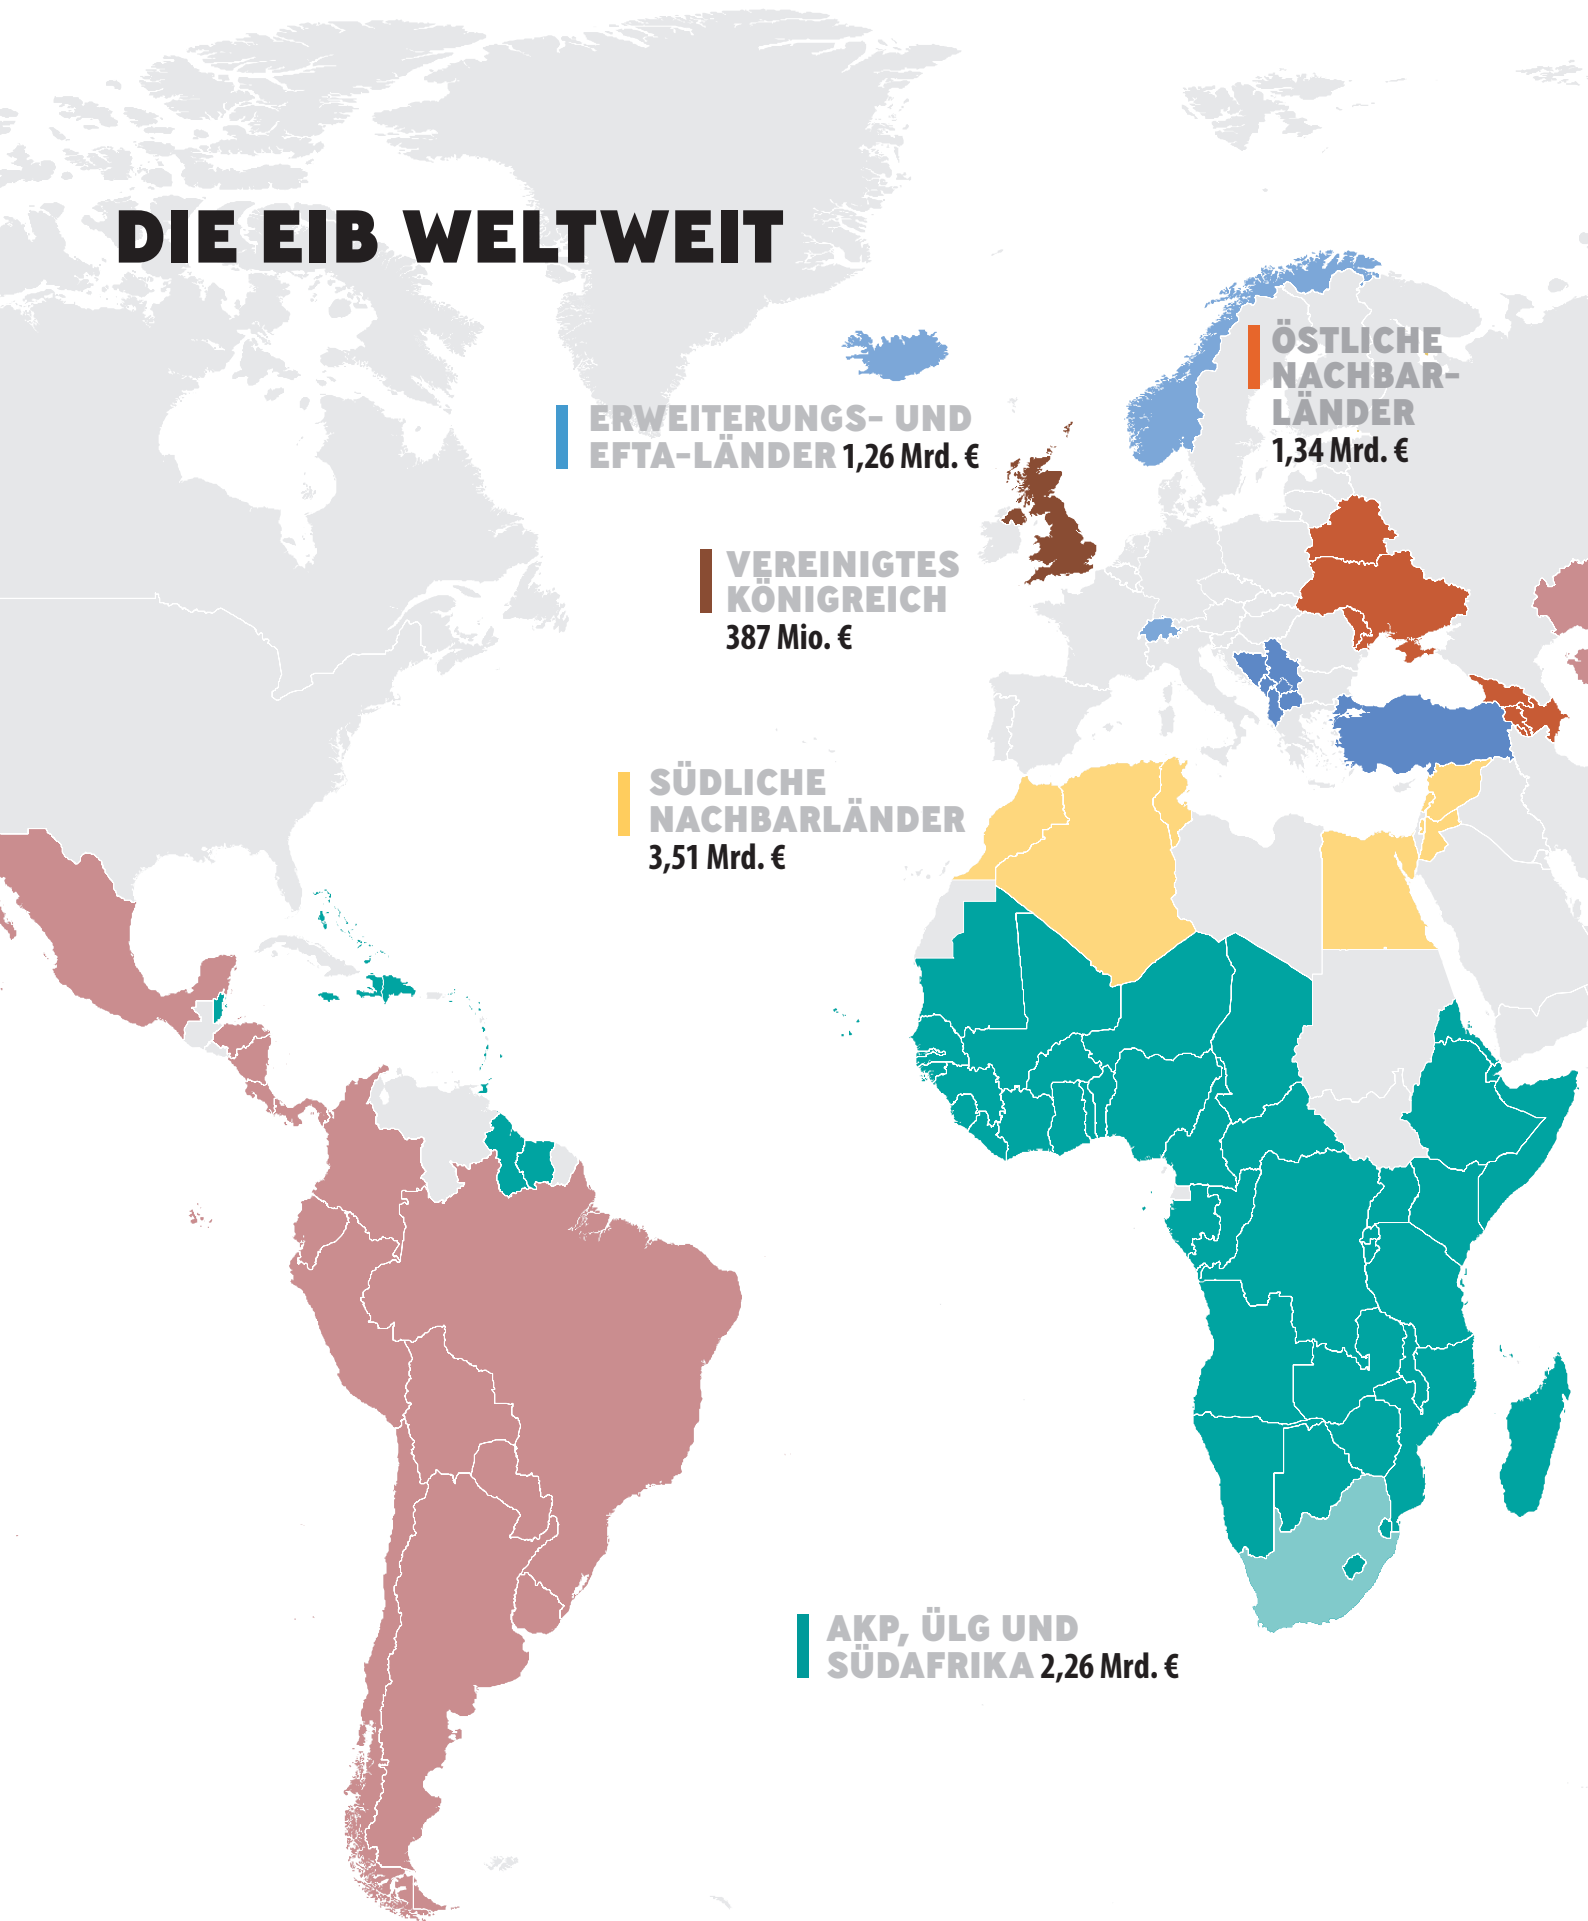 DIE EIB WELTWEIT
ÖSTLICHE
NACHBAR-
LÄNDER
1,34 Mrd. €
ERWEITERUNGS- UND
EFTA-LÄNDER 1,26 Mrd. €
VEREINIGTES
KÖNIGREICH
387 Mio. €
SÜDLICHE
NACHBARLÄNDER
3,51 Mrd. €
AKP, ÜLG UND
SÜDAFRIKA 2,26 Mrd. €